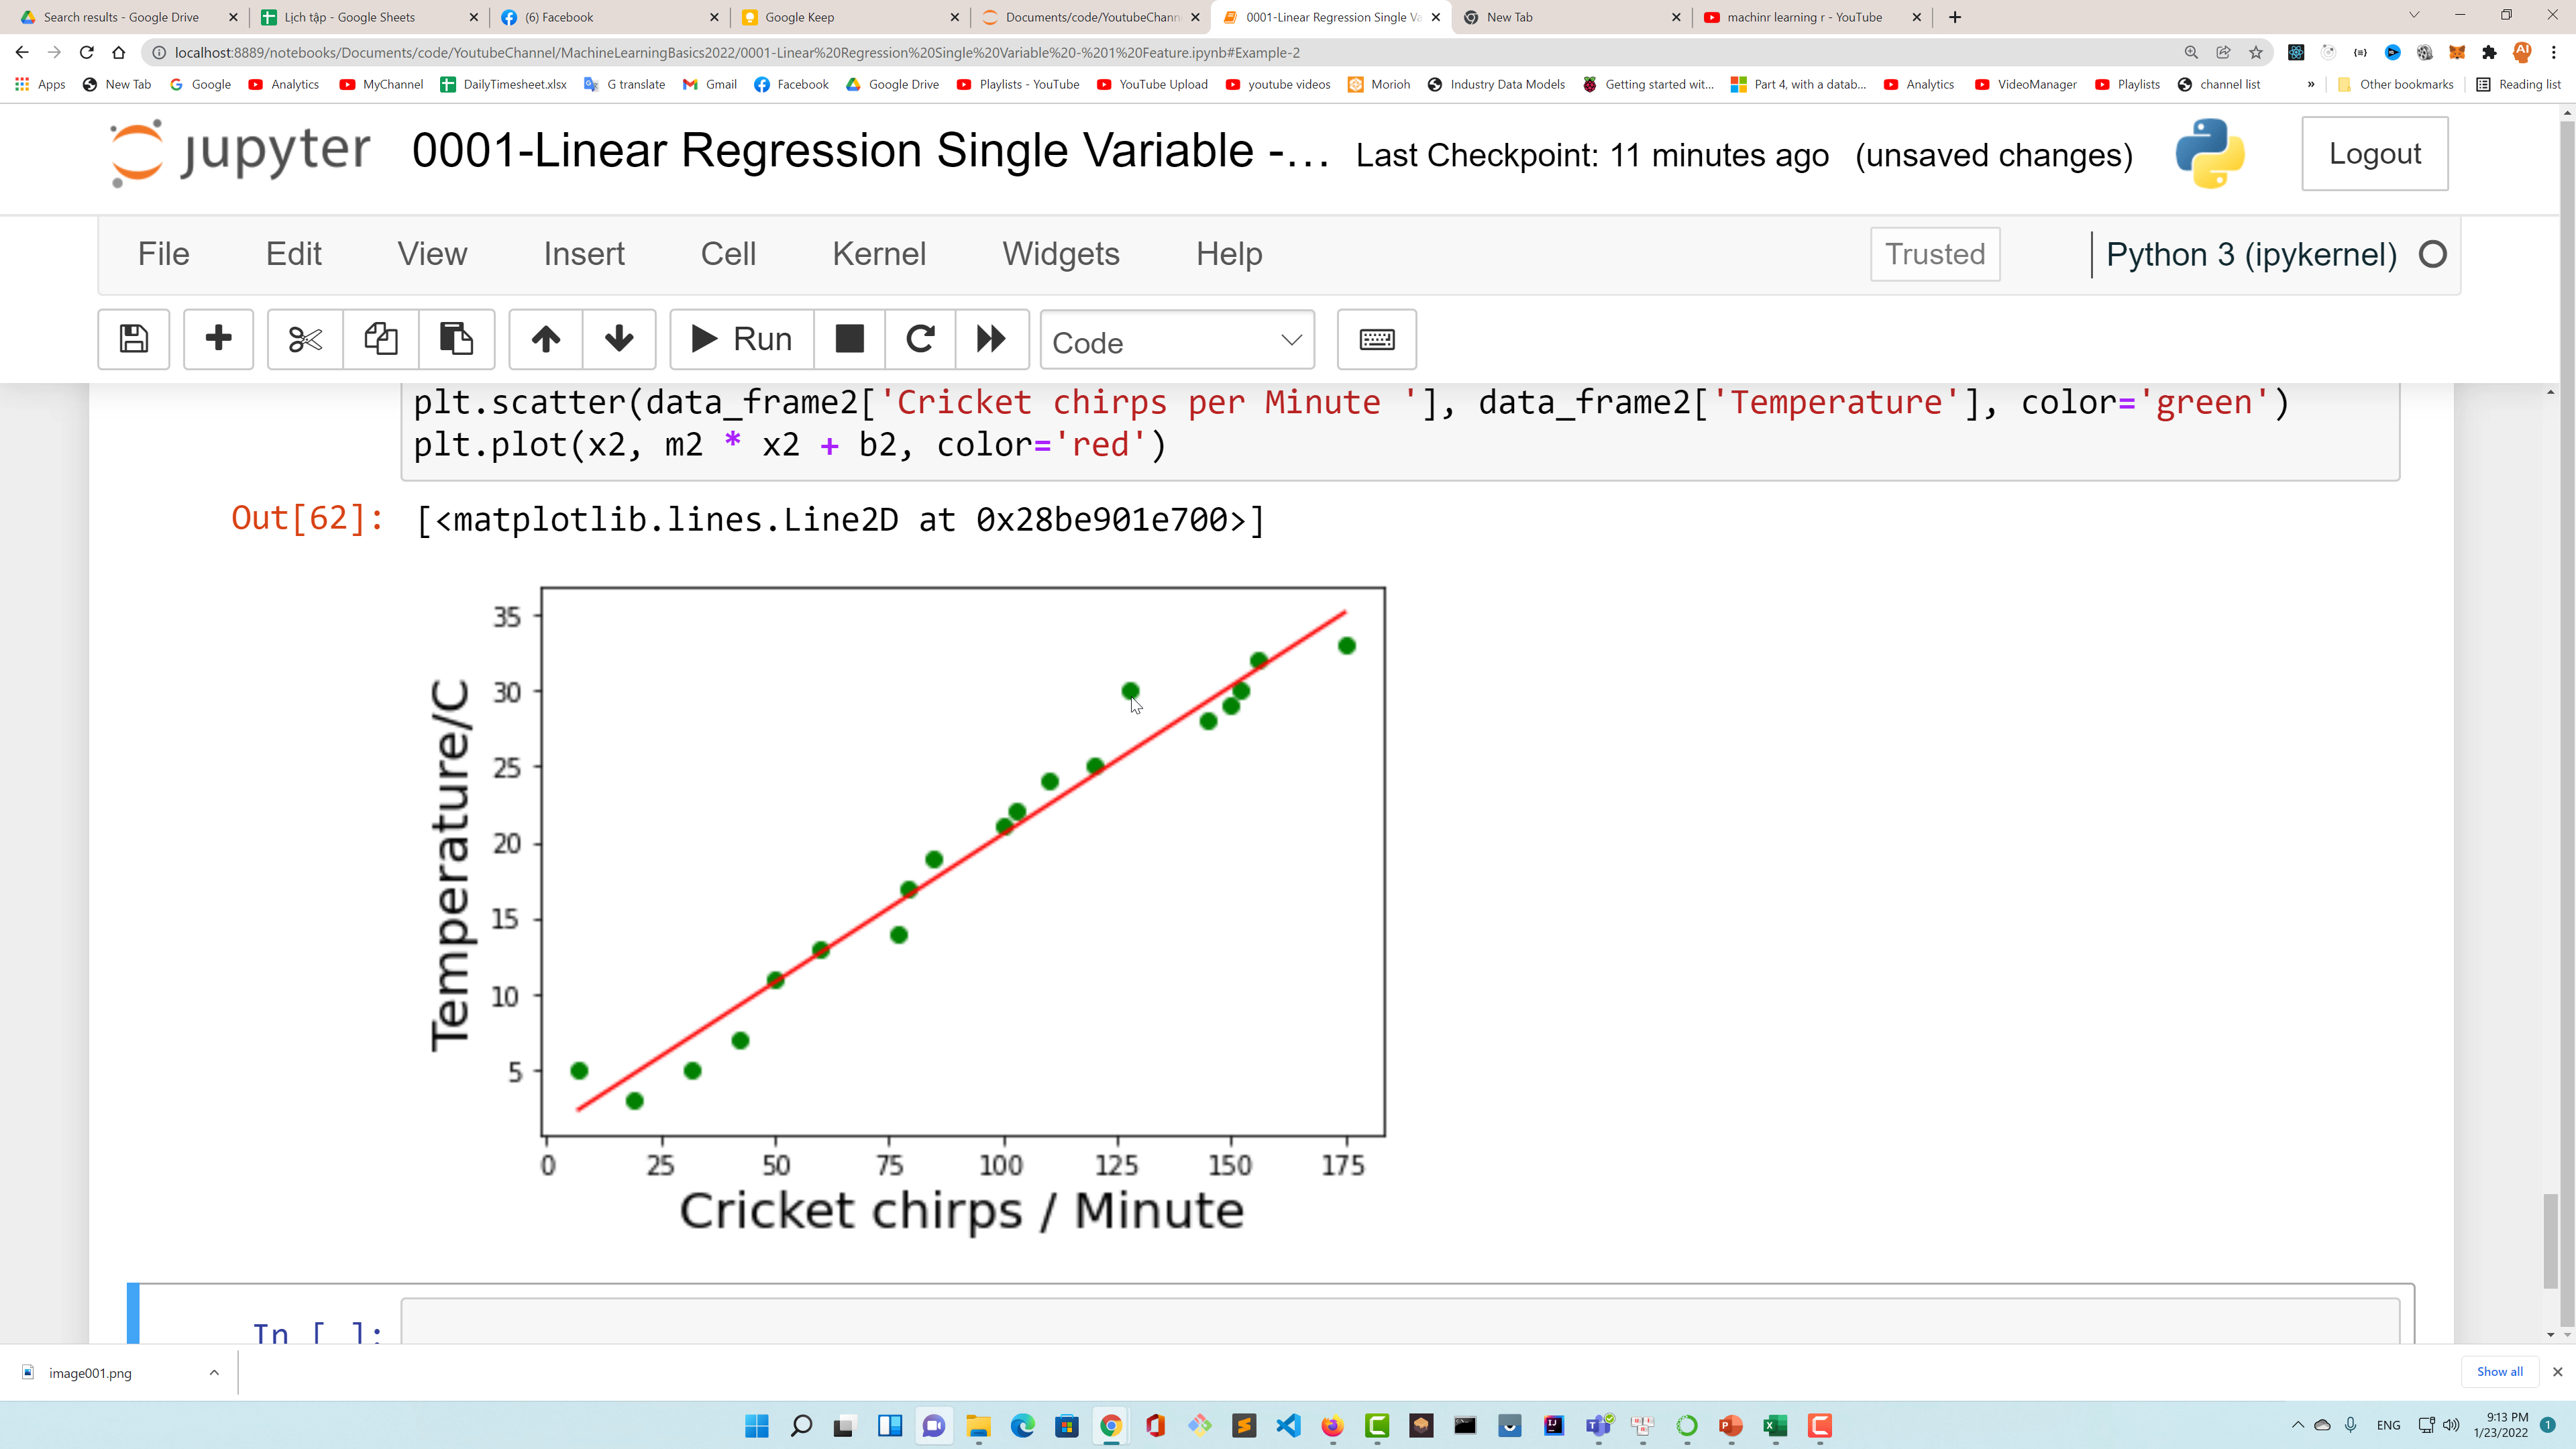 Search results - Google Drive
Lịch tập - Google Sheets
(6) Facebook
Google Keep
Documents/code/YoutubeChann
0001-Linear Regression Single Va
New Tab
machinr learning r - YouTube
localhost:8889/notebooks/Documents/code/YoutubeChannel/MachineLearningBasics2022/0001-Linear%20Regression%20Single%20Variable%20-%201%20Feature.ipynb#Example-2
Apps New Tab Google Analytics MyChannel DailyTimesheet.xlsx G translate Gmail Facebook Google Drive Playlists - YouTube YouTube Upload youtube videos Morioh Industry Data Models Getting started wit... Part 4, with a datab... Analytics VideoManager Playlists channel list » Other bookmarks Reading list
jupyter 0001-Linear Regression Single Variable -... Last Checkpoint: 11 minutes ago (unsaved changes) Logout
File Edit View Insert Cell Kernel Widgets Help Trusted Python 3 (ipykernel)
Run Code
plt.scatter(data_frame2['Cricket chirps per Minute '], data_frame2['Temperature'], color='green')
plt.plot(x2, m2 * x2 + b2, color='red')
Out[62]: [<matplotlib.lines.Line2D at 0x28be901e700>]
35
30
25
20
15
10
5
Temperature/C
0 25 50 75 100 125 150 175
Cricket chirps / Minute
In [ ]:
image001.png
Show all
ENG
9:13 PM
1/23/2022
1